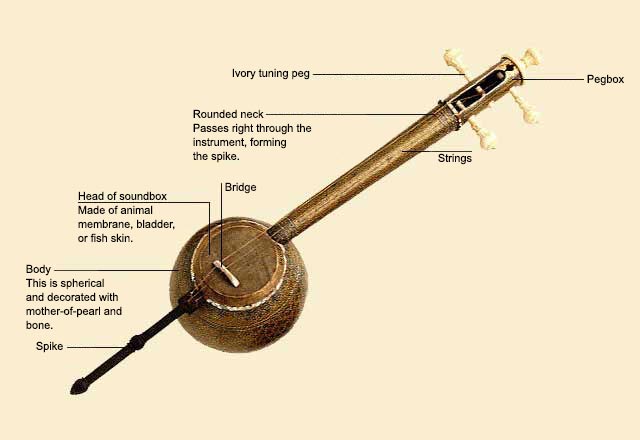 Ivory tuning peg
Pegbox
Rounded neck
Passes right through the
instrument, forming
the spike.
Strings
Bridge
Head of soundbox
Made of animal
membrane, bladder,
or fish skin.
Body
This is spherical
and decorated with
mother-of-pearl and
bone.
Spike